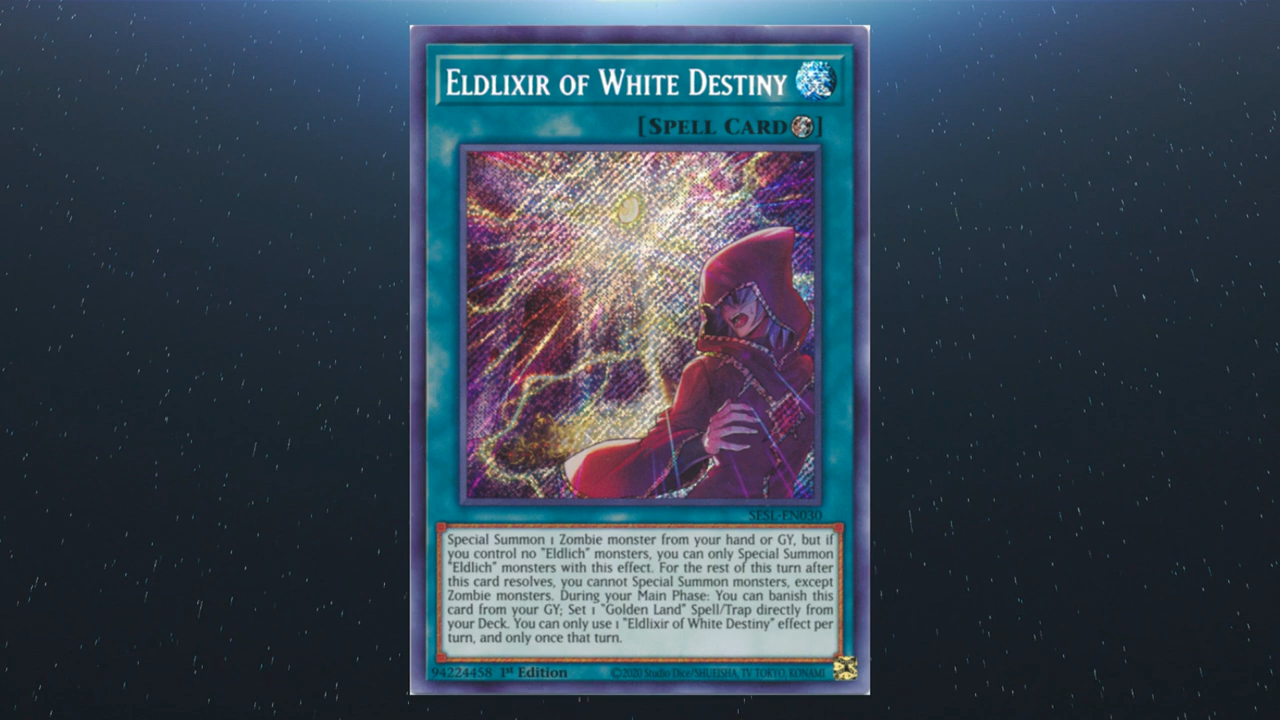 Eldlixir of White Destiny
[Spell Card]
SESL-EN030
Special Summon 1 Zombie monster from your hand or GY, but if
you control no "Eldlich" monsters, you can only Special Summon
"Eldlich" monsters with this effect. For the rest of this turn after
this card resolves, you cannot Special Summon monsters, except
Zombie monsters. During your Main Phase: You can banish this
card from your GY; Set 1 "Golden Land" Spell/Trap directly from
your Deck. You can only use 1 "Eldlixir of White Destiny" effect per
turn, and only once that turn.
94224458 1st Edition ©2020 Studio Dice/SHUEISHA, TV TOKYO, KONAMI